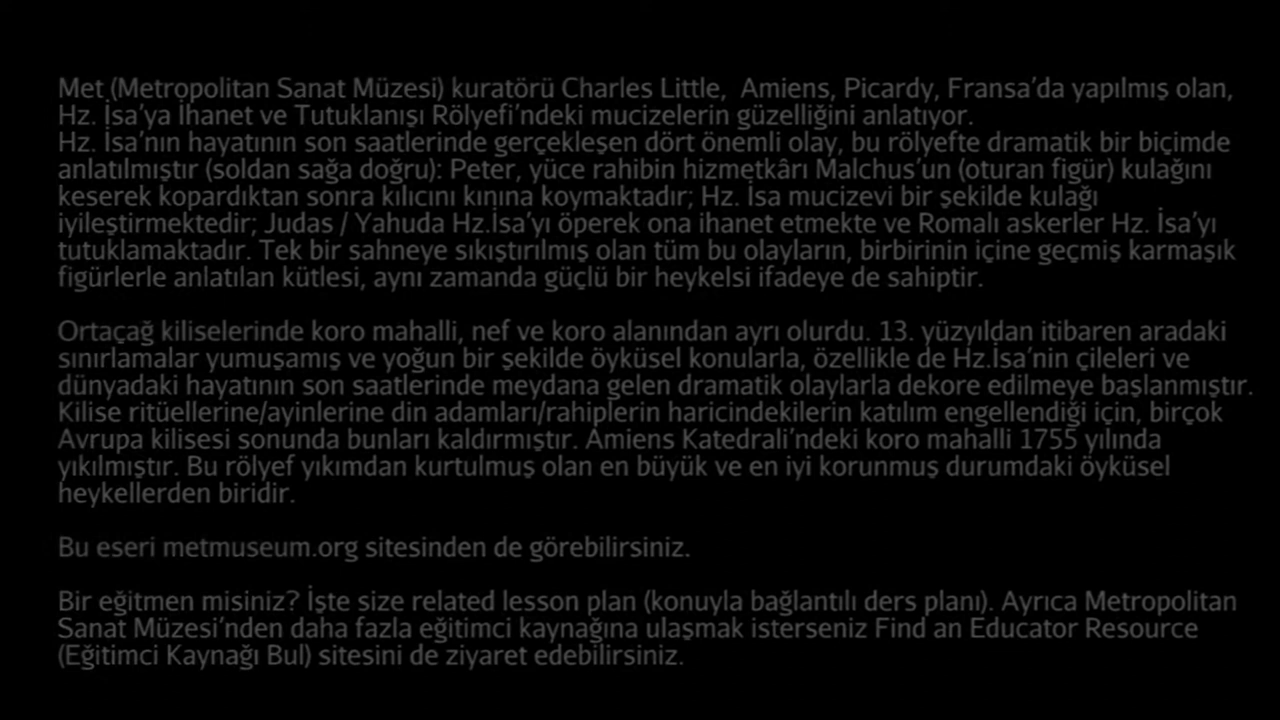 Met (Metropolitan Sanat Müzesi) kuratörü Charles Little,  Amiens, Picardy, Fransa’da yapılmış olan,
Hz. İsa’ya İhanet ve Tutuklanışı Rölyefi’ndeki mucizelerin güzelliğini anlatıyor.
Hz. İsa’nın hayatının son saatlerinde gerçekleşen dört önemli olay, bu rölyefte dramatik bir biçimde
anlatılmıştır (soldan sağa doğru): Peter, yüce rahibin hizmetkârı Malchus’un (oturan figür) kulağını
keserek kopardıktan sonra kılıcını kınına koymaktadır; Hz. İsa mucizevi bir şekilde kulağı
iyileştirmektedir; Judas / Yahuda Hz.İsa’yı öperek ona ihanet etmekte ve Romalı askerler Hz. İsa’yı
tutuklamaktadır. Tek bir sahneye sıkıştırılmış olan tüm bu olayların, birbirinin içine geçmiş karmaşık
figürlerle anlatılan kütlesi, aynı zamanda güçlü bir heykelsi ifadeye de sahiptir.
Ortaçağ kiliselerinde koro mahalli, nef ve koro alanından ayrı olurdu. 13. yüzyıldan itibaren aradaki
sınırlamalar yumuşamış ve yoğun bir şekilde öyküsel konularla, özellikle de Hz.İsa’nin çileleri ve
dünyadaki hayatının son saatlerinde meydana gelen dramatik olaylarla dekore edilmeye başlanmıştır.
Kilise ritüellerine/ayinlerine din adamları/rahiplerin haricindekilerin katılım engellendiği için, birçok
Avrupa kilisesi sonunda bunları kaldırmıştır. Amiens Katedrali’ndeki koro mahalli 1755 yılında
yıkılmıştır. Bu rölyef yıkımdan kurtulmuş olan en büyük ve en iyi korunmuş durumdaki öyküsel
heykellerden biridir.
Bu eseri metmuseum.org sitesinden de görebilirsiniz.
Bir eğitmen misiniz? İşte size related lesson plan (konuyla bağlantılı ders planı). Ayrıca Metropolitan
Sanat Müzesi’nden daha fazla eğitimci kaynağına ulaşmak isterseniz Find an Educator Resource
(Eğitimci Kaynağı Bul) sitesini de ziyaret edebilirsiniz.